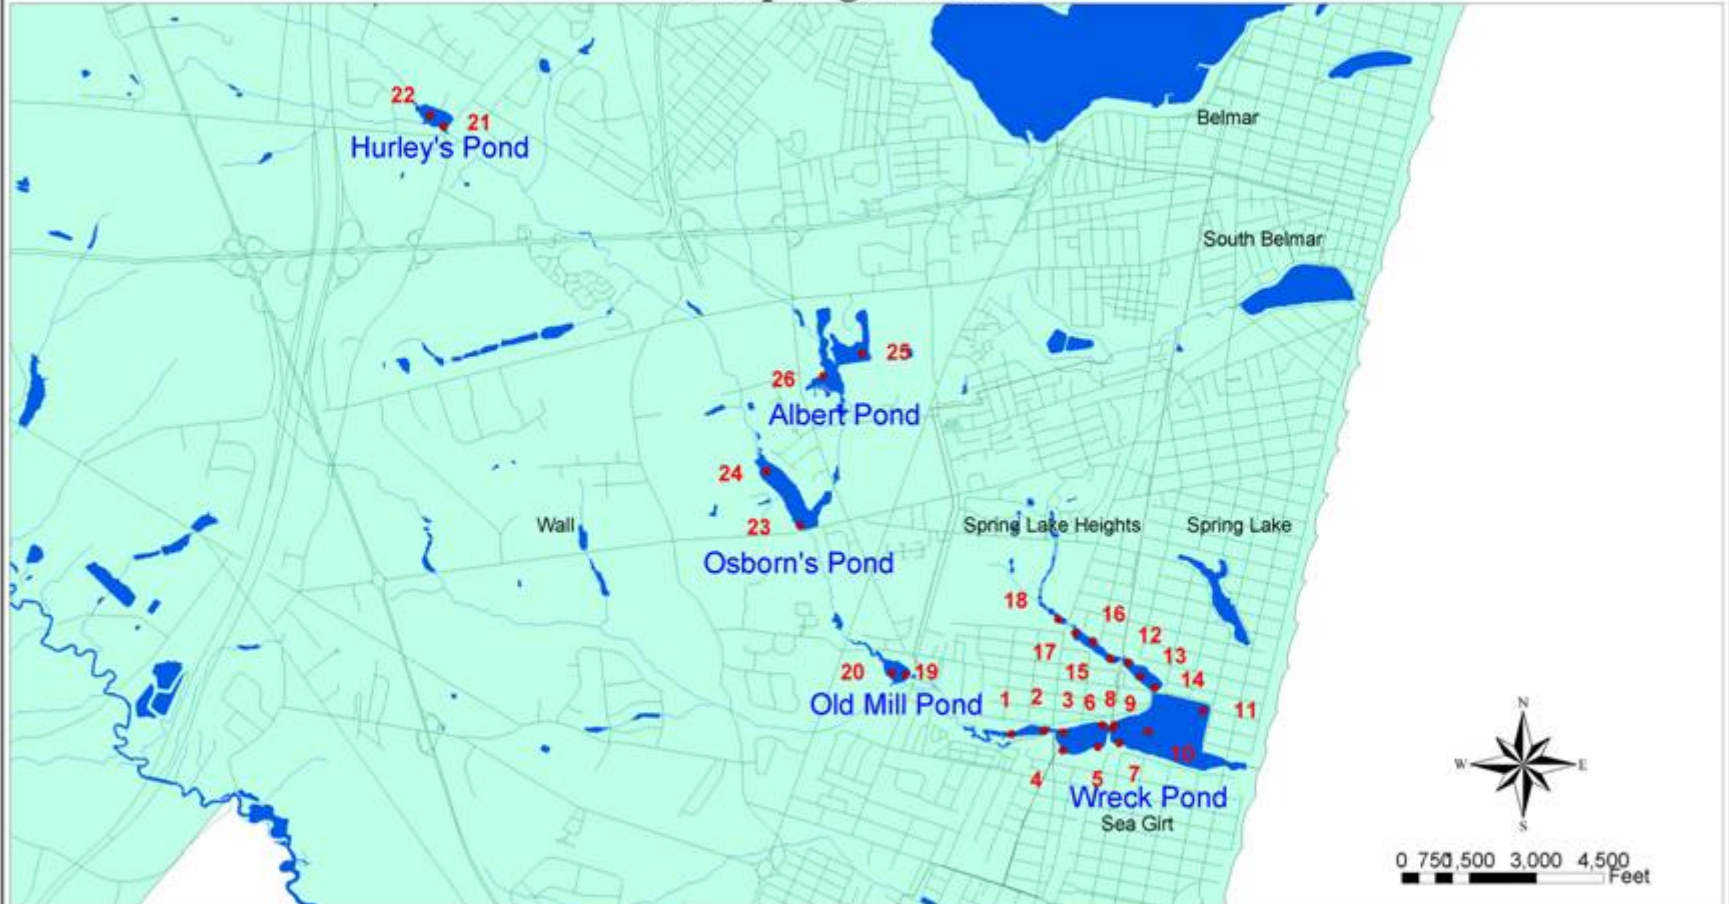 22
21
Hurley's Pond
Belmar
South Belmar
25
26
Albert Pond
24
23
Wall
Spring Lake Heights
Spring Lake
Osborn's Pond
18
16
12
17
13
15
20
19
14
Old Mill Pond
1 2 3 6 8 9
11
10
4 5 7
Wreck Pond
Sea Girt
N
W E
S
0 750 1,500 3,000 4,500
Feet